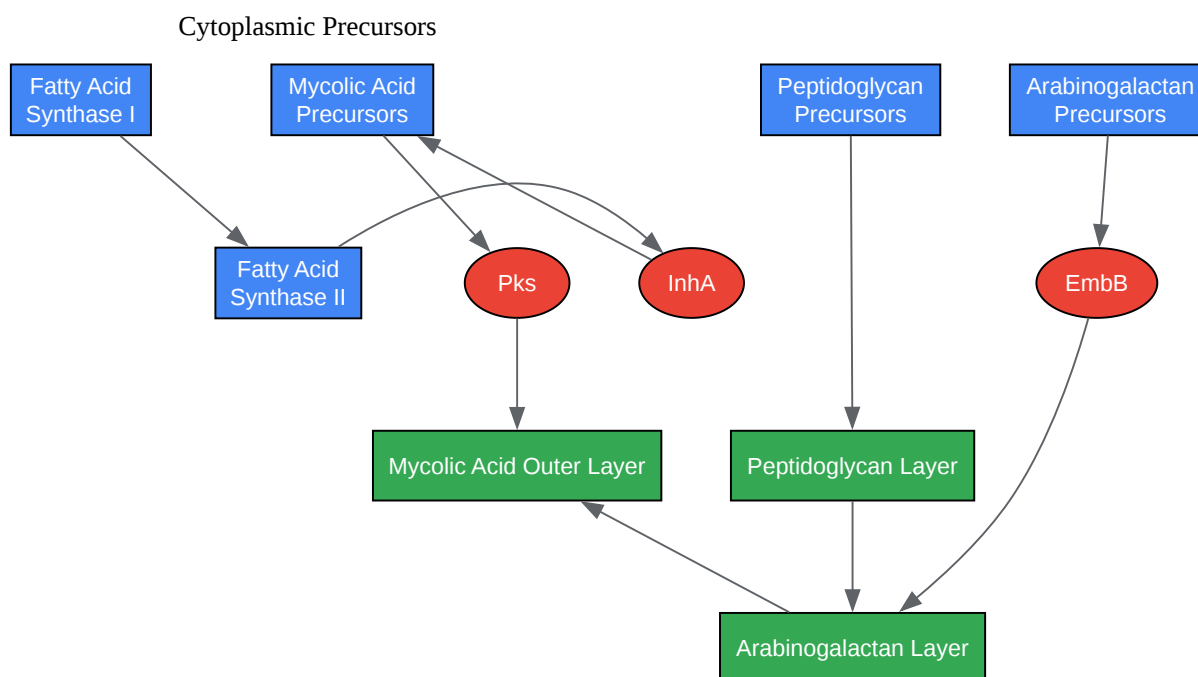 Cytoplasmic Precursors
Fatty Acid
Synthase I
Mycolic Acid
Precursors
Peptidoglycan
Precursors
Arabinogalactan
Precursors
Fatty Acid
Synthase II
Pks
InhA
EmbB
Mycolic Acid Outer Layer
Peptidoglycan Layer
Arabinogalactan Layer